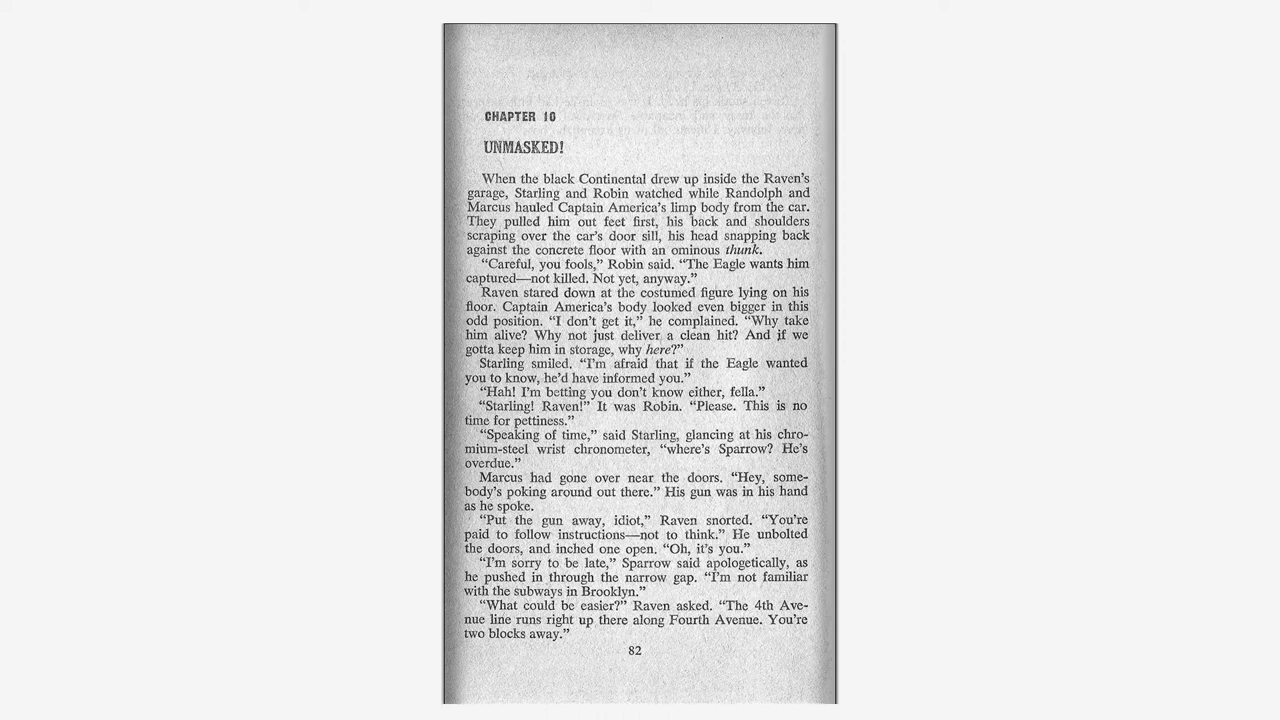 CHAPTER 10
UNMASKED!
When the black Continental drew up inside the Raven's
garage, Starling and Robin watched while Randolph and
Marcus hauled Captain America's limp body from the car.
They pulled him out feet first, his back and shoulders
scraping over the car's door sill, his head snapping back
against the concrete floor with an ominous thunk.
“Careful, you fools,” Robin said. “The Eagle wants him
captured—not killed. Not yet, anyway.”
Raven stared down at the costumed figure lying on his
floor. Captain America's body looked even bigger in this
odd position. “I don't get it,” he complained. “Why take
him alive? Why not just deliver a clean hit? And if we
gotta keep him in storage, why here?”
Starling smiled. “I'm afraid that if the Eagle wanted
you to know, he'd have informed you.”
“Hah! I'm betting you don't know either, fella.”
“Starling! Raven!” It was Robin. “Please. This is no
time for pettiness.”
“Speaking of time,” said Starling, glancing at his chro-
mium-steel wrist chronometer, “where's Sparrow? He's
overdue.”
Marcus had gone over near the doors. “Hey, some-
body's poking around out there.” His gun was in his hand
as he spoke.
“Put the gun away, idiot,” Raven snorted. “You're
paid to follow instructions—not to think.” He unbolted
the doors, and inched one open. “Oh, it's you.”
“I'm sorry to be late,” Sparrow said apologetically, as
he pushed in through the narrow gap. “I'm not familiar
with the subways in Brooklyn.”
“What could be easier?” Raven asked. “The 4th Ave-
nue line runs right up there along Fourth Avenue. You're
two blocks away.”
82